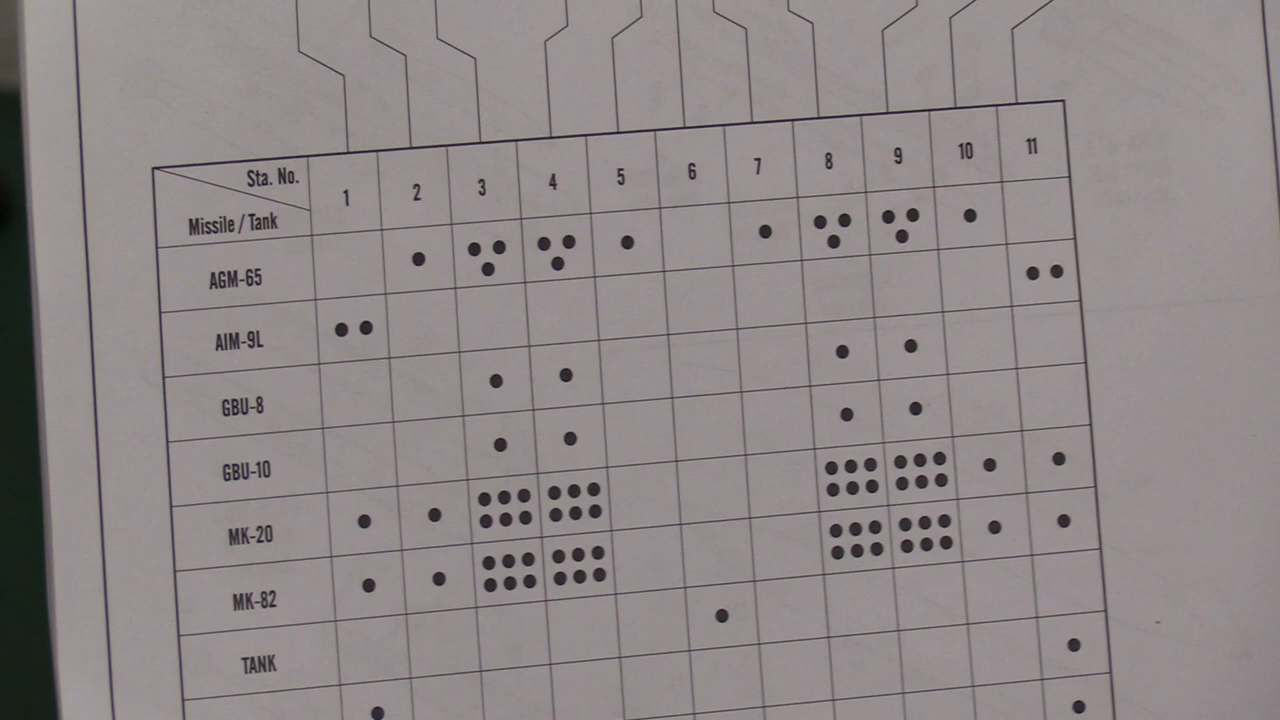 Sta. No. 1 2 3 4 5 6 7 8 9 10 11
Missile / Tank
AGM-65
AIM-9L
GBU-8
GBU-10
MK-20
MK-82
TANK